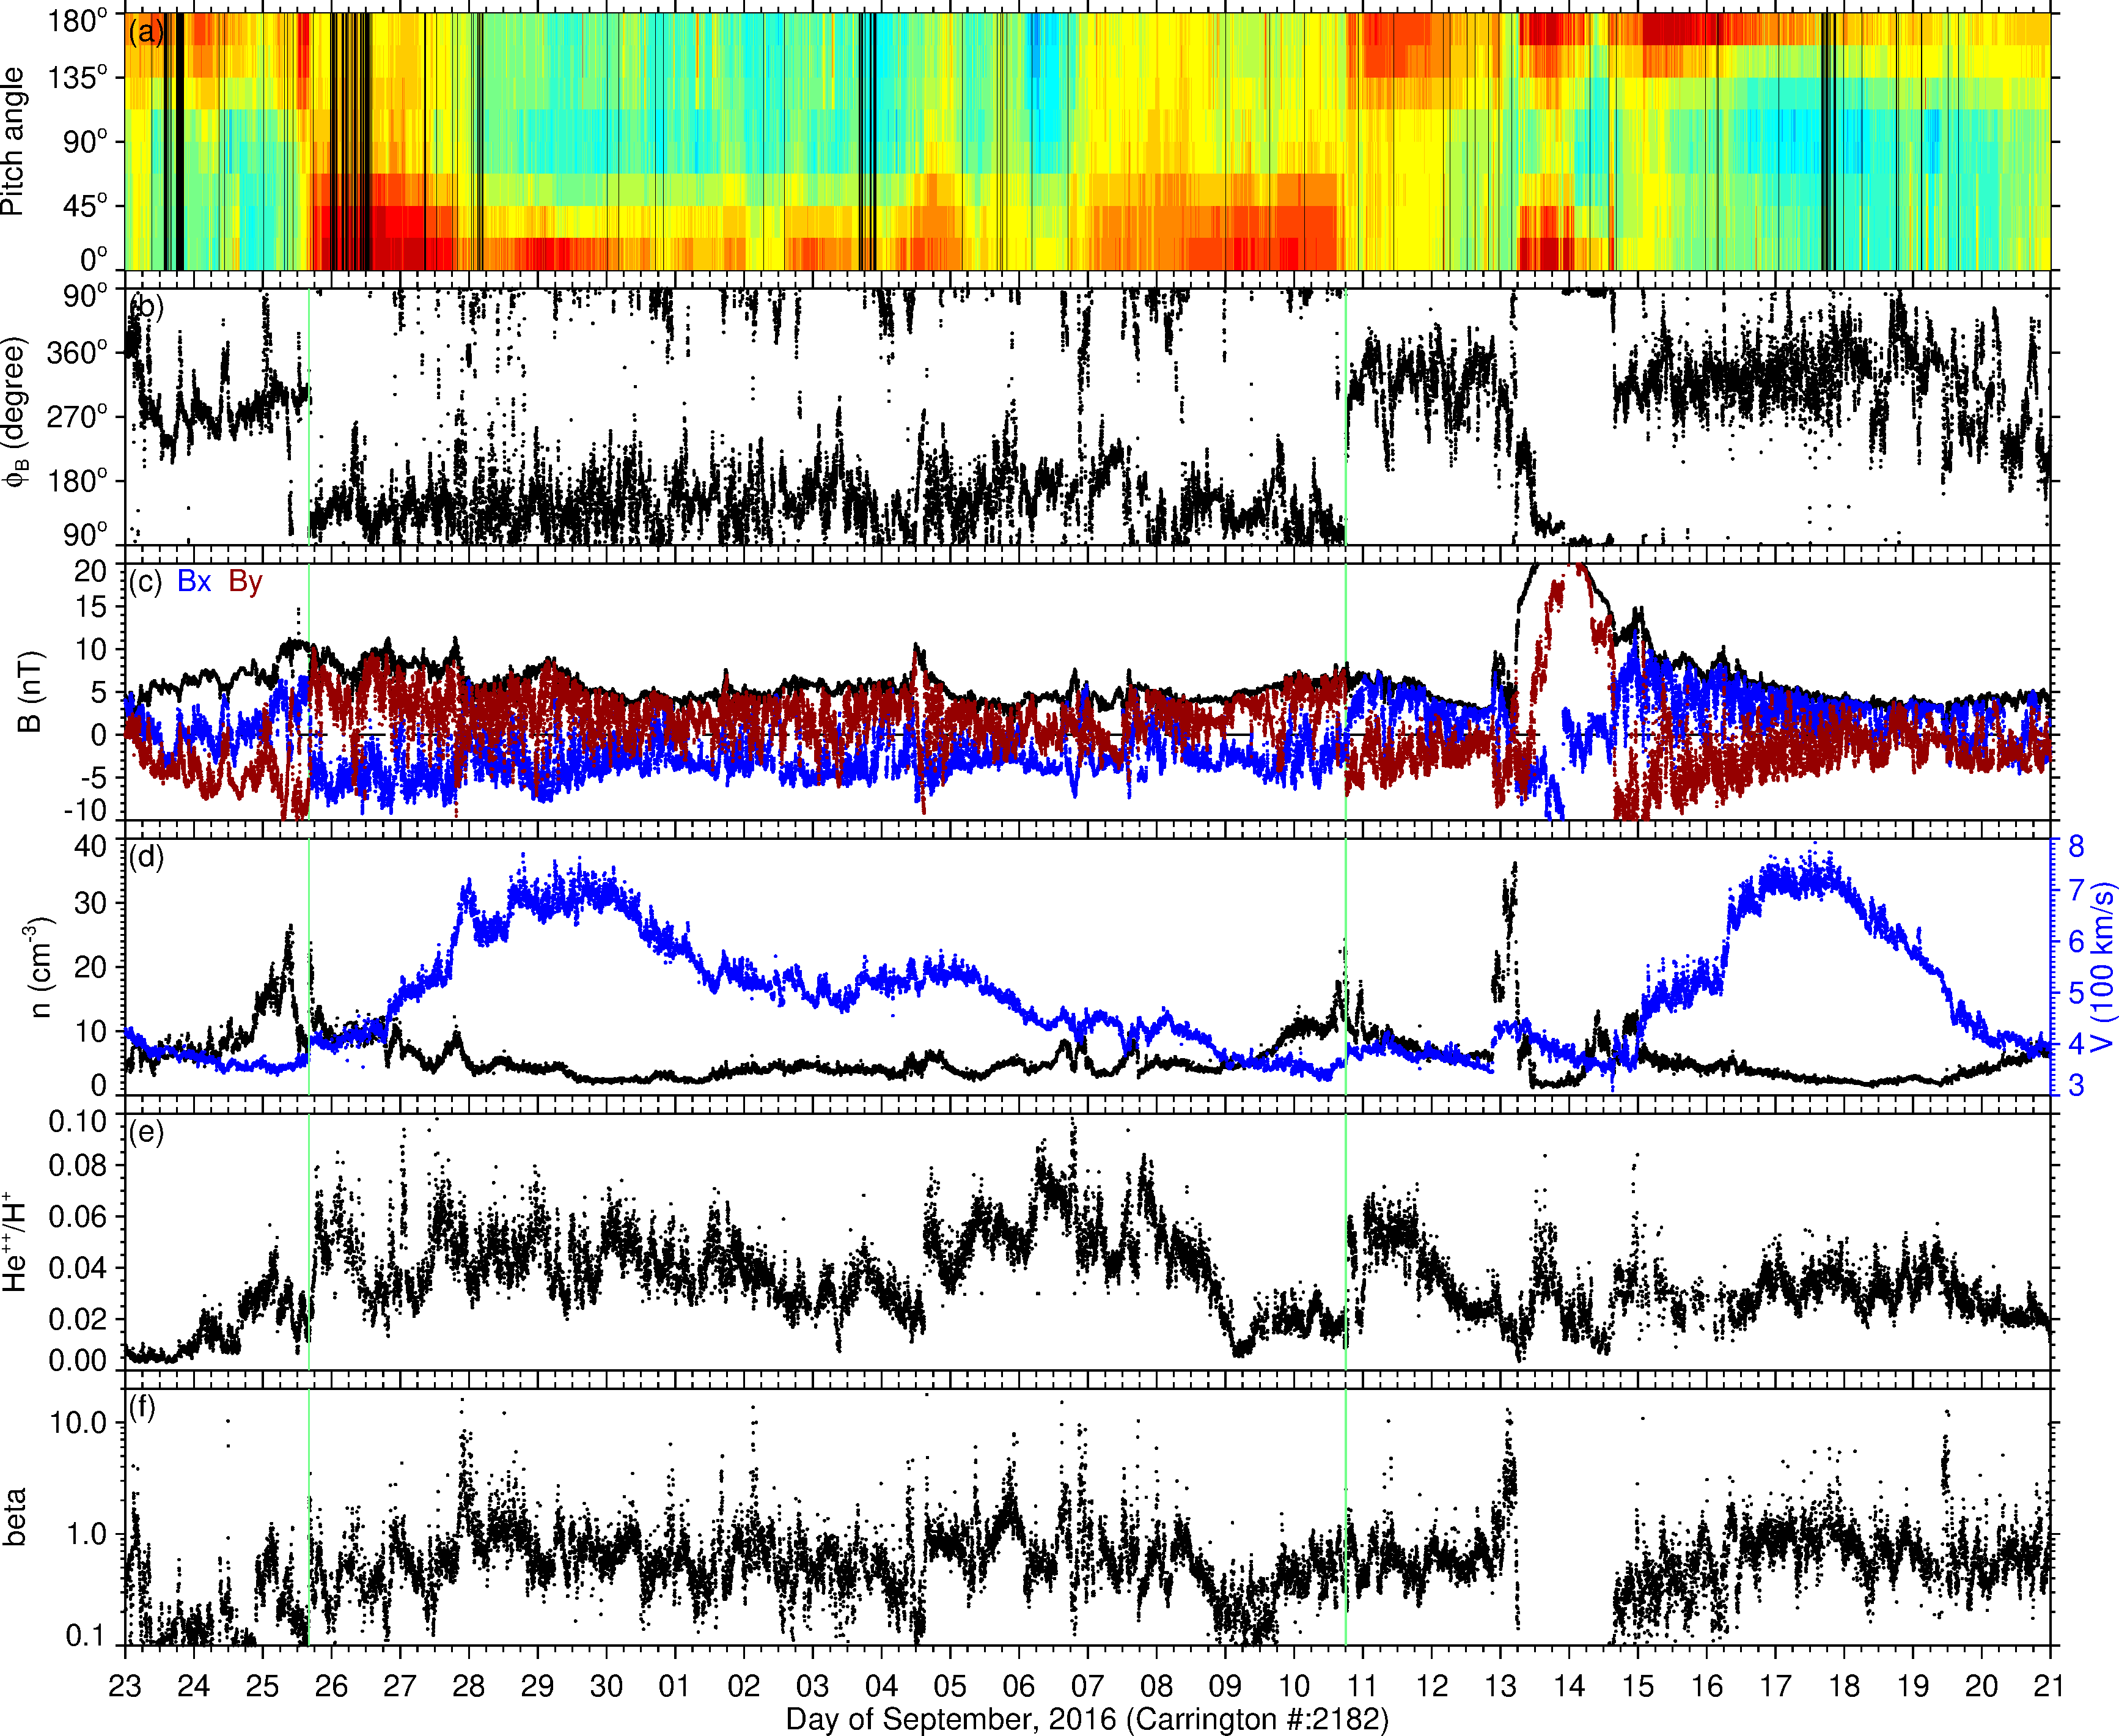 (a)
180°
135°
90°
45°
0°
Pitch angle
(b)
90°
360°
270°
180°
90°
ϕB (degree)
(c) Bx By
20
15
10
5
0
-5
-10
B (nT)
(d)
40
30
20
10
0
n (cm-3)
8
7
6
5
4
3
V (100 km/s)
(e)
0.10
0.08
0.06
0.04
0.02
0.00
He++/H+
(f)
10.0
1.0
0.1
beta
23 24 25 26 27 28 29 30 01 02 03 04 05 06 07 08 09 10 11 12 13 14 15 16 17 18 19 20 21
Day of September, 2016 (Carrington #:2182)